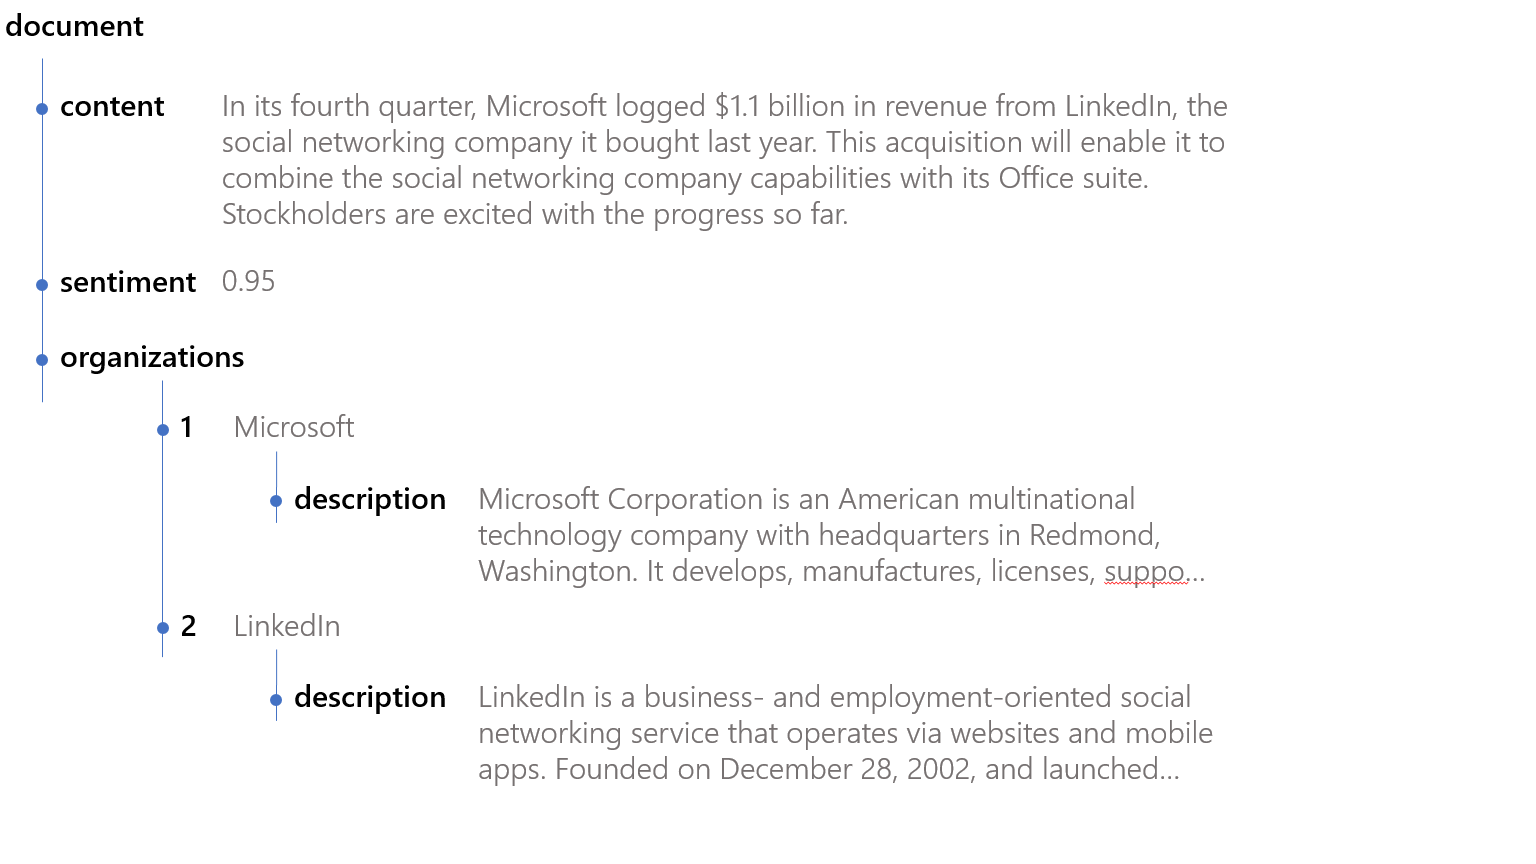 document
content In its fourth quarter, Microsoft logged $1.1 billion in revenue from LinkedIn, the
social networking company it bought last year. This acquisition will enable it to
combine the social networking company capabilities with its Office suite.
Stockholders are excited with the progress so far.
sentiment 0.95
organizations
1 Microsoft
description Microsoft Corporation is an American multinational
technology company with headquarters in Redmond,
Washington. It develops, manufactures, licenses, suppo...
2 LinkedIn
description LinkedIn is a business- and employment-oriented social
networking service that operates via websites and mobile
apps. Founded on December 28, 2002, and launched...